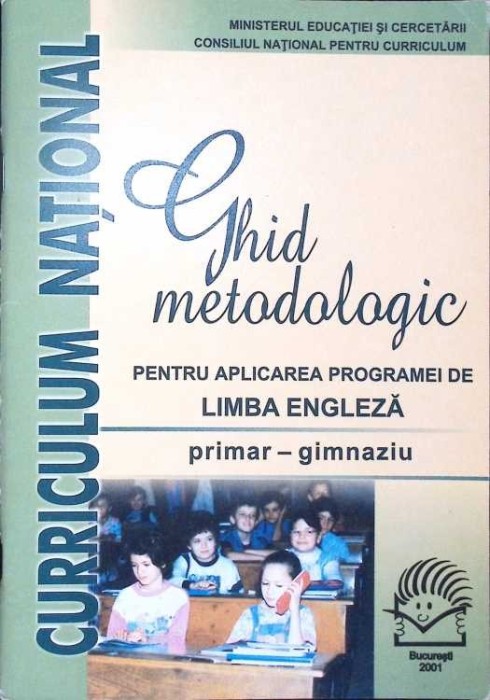 MINISTERUL EDUCAȚIEI ȘI CERCETĂRII
CONSILIUL NAȚIONAL PENTRU CURRICULUM
CURRICULUM NAȚIONAL
Ghid
metodologic
PENTRU APLICAREA PROGRAMEI DE
LIMBA ENGLEZĂ
primar – gimnaziu
București
2001